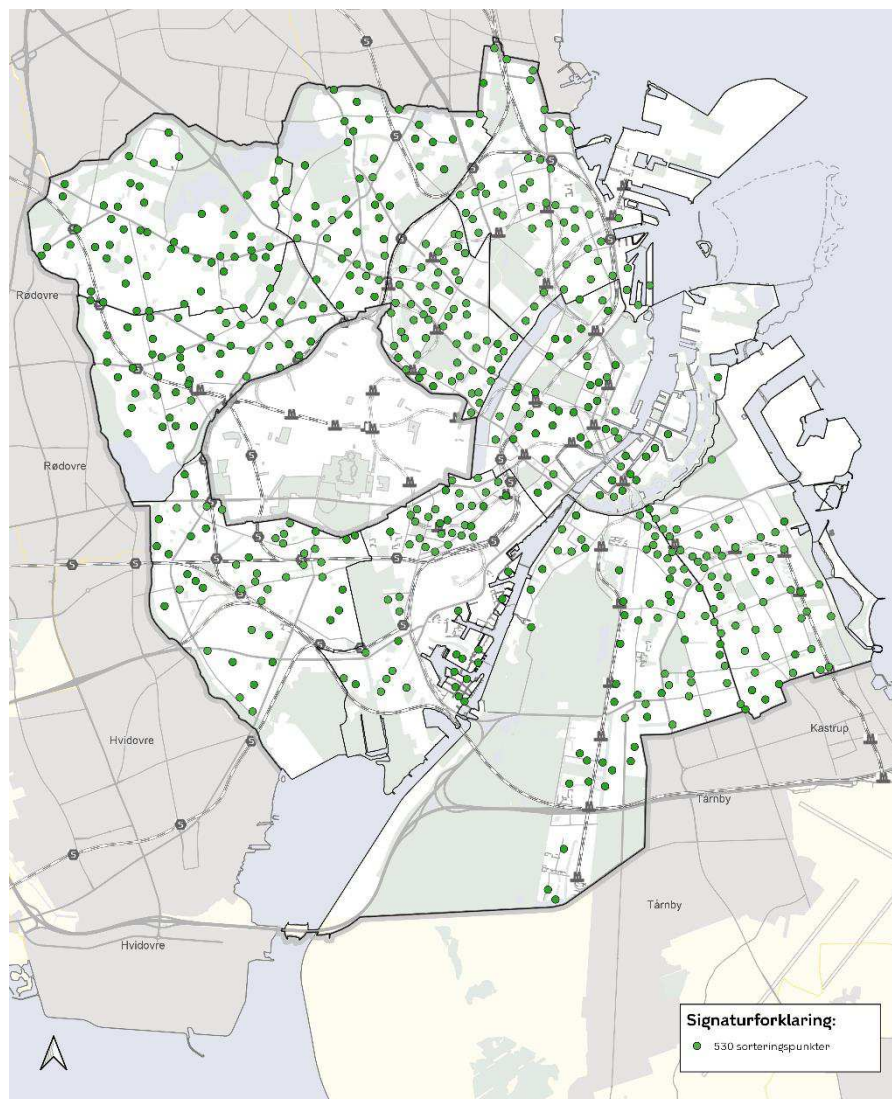 Rødovre
Rødovre
Hvidovre
Kastrup
Tårnby
Tårnby
Hvidovre
Signaturforklaring:
530 sorteringspunkter